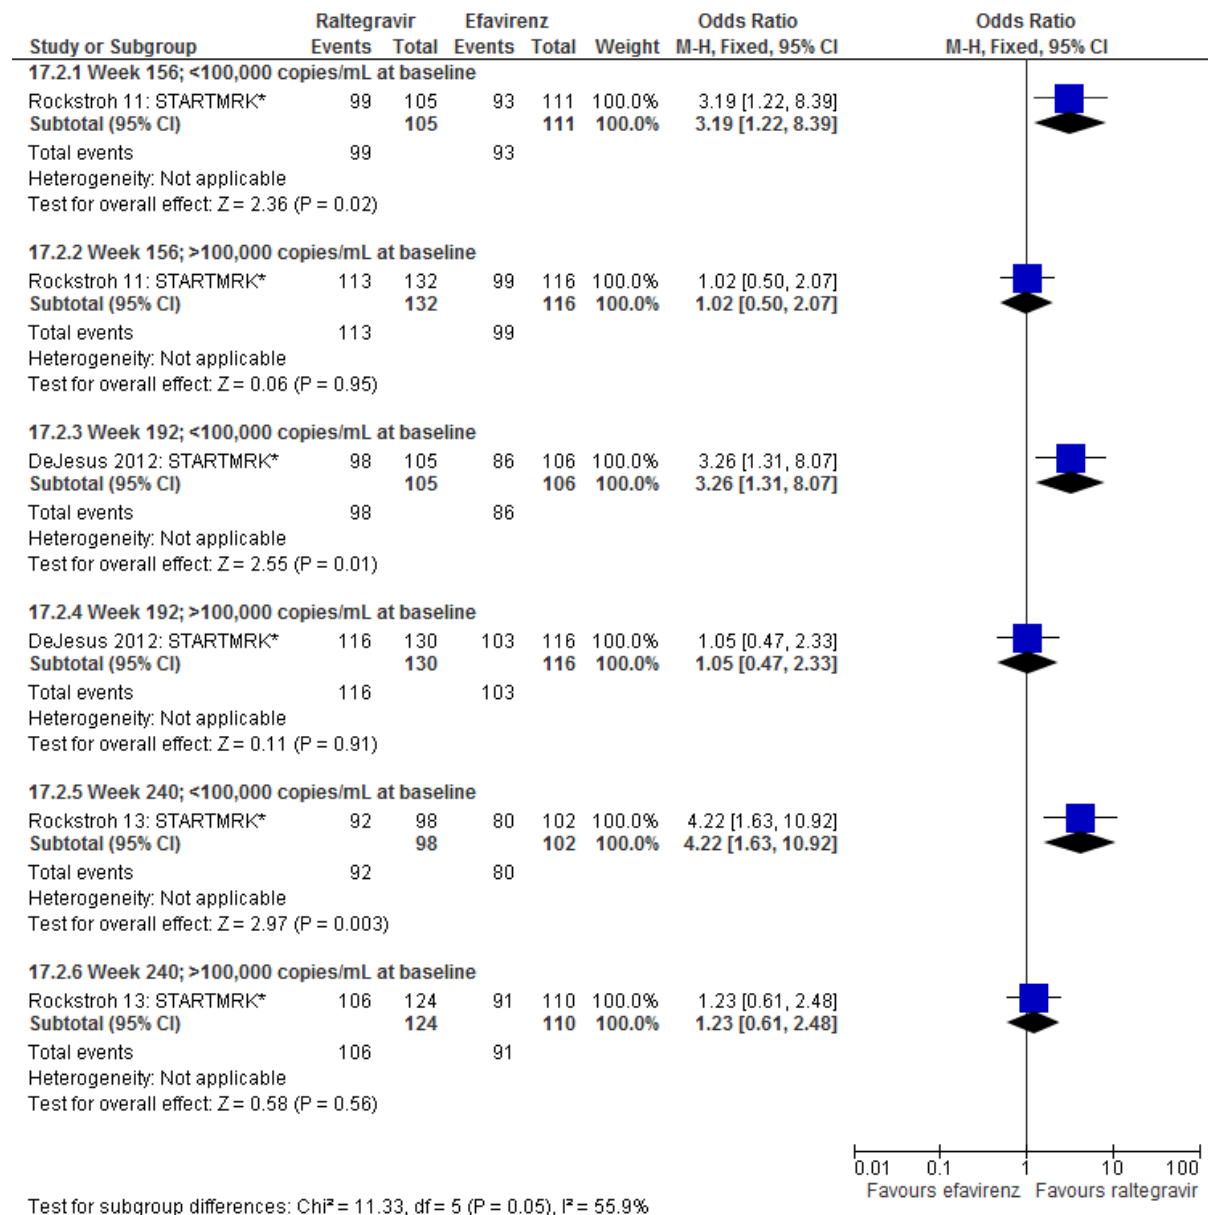 Raltegravir Efavirenz Odds Ratio Odds Ratio
Study or Subgroup Events Total Events Total Weight M-H, Fixed, 95% CI M-H, Fixed, 95% CI
17.2.1 Week 156; <100,000 copies/mL at baseline
Rockstroh 11: STARTMRK* 99 105 93 111 100.0% 3.19 [1.22, 8.39]
Subtotal (95% CI) 105 111 100.0% 3.19 [1.22, 8.39]
Total events 99 93
Heterogeneity: Not applicable
Test for overall effect: Z = 2.36 (P = 0.02)
17.2.2 Week 156; >100,000 copies/mL at baseline
Rockstroh 11: STARTMRK* 113 132 99 116 100.0% 1.02 [0.50, 2.07]
Subtotal (95% CI) 132 116 100.0% 1.02 [0.50, 2.07]
Total events 113 99
Heterogeneity: Not applicable
Test for overall effect: Z = 0.06 (P = 0.95)
17.2.3 Week 192; <100,000 copies/mL at baseline
DeJesus 2012: STARTMRK* 98 105 86 106 100.0% 3.26 [1.31, 8.07]
Subtotal (95% CI) 105 106 100.0% 3.26 [1.31, 8.07]
Total events 98 86
Heterogeneity: Not applicable
Test for overall effect: Z = 2.55 (P = 0.01)
17.2.4 Week 192; >100,000 copies/mL at baseline
DeJesus 2012: STARTMRK* 116 130 103 116 100.0% 1.05 [0.47, 2.33]
Subtotal (95% CI) 130 116 100.0% 1.05 [0.47, 2.33]
Total events 116 103
Heterogeneity: Not applicable
Test for overall effect: Z = 0.11 (P = 0.91)
17.2.5 Week 240; <100,000 copies/mL at baseline
Rockstroh 13: STARTMRK* 92 98 80 102 100.0% 4.22 [1.63, 10.92]
Subtotal (95% CI) 98 102 100.0% 4.22 [1.63, 10.92]
Total events 92 80
Heterogeneity: Not applicable
Test for overall effect: Z = 2.97 (P = 0.003)
17.2.6 Week 240; >100,000 copies/mL at baseline
Rockstroh 13: STARTMRK* 106 124 91 110 100.0% 1.23 [0.61, 2.48]
Subtotal (95% CI) 124 110 100.0% 1.23 [0.61, 2.48]
Total events 106 91
Heterogeneity: Not applicable
Test for overall effect: Z = 0.58 (P = 0.56)
0.01 0.1 1 10 100
Favours efavirenz Favours raltegravir
Test for subgroup differences: Chi² = 11.33, df = 5 (P = 0.05), I² = 55.9%